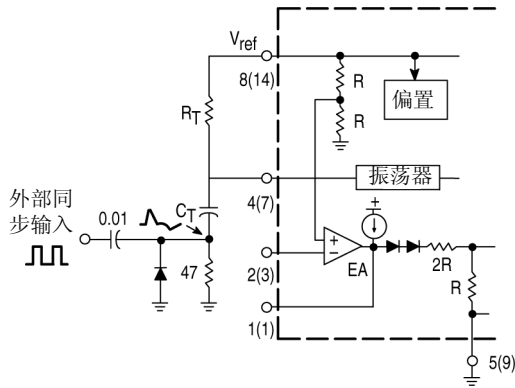 Vref
8(14)
R
偏置
RT
R
振荡器
外部同
步输入
0.01
CT
4(7)
+
+
−
EA
2R
47
2(3)
R
1(1)
5(9)